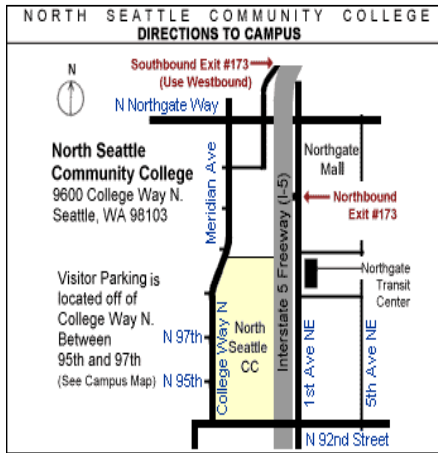 NORTH SEATTLE COMMUNITY COLLEGE
DIRECTIONS TO CAMPUS
N
Southbound Exit #173
(Use Westbound)
N Northgate Way
North Seattle
Community College
9600 College Way N.
Seattle, WA 98103
Meridian Ave
Interstate 5 Freeway (I-5)
Northgate
Mall
Northbound
Exit #173
Northgate
Transit
Center
Visitor Parking is
located off of
College Way N.
Between
95th and 97th
(See Campus Map)
N 97th
N 95th
College Way N
North
Seattle
CC
1st Ave NE
5th Ave NE
N 92nd Street